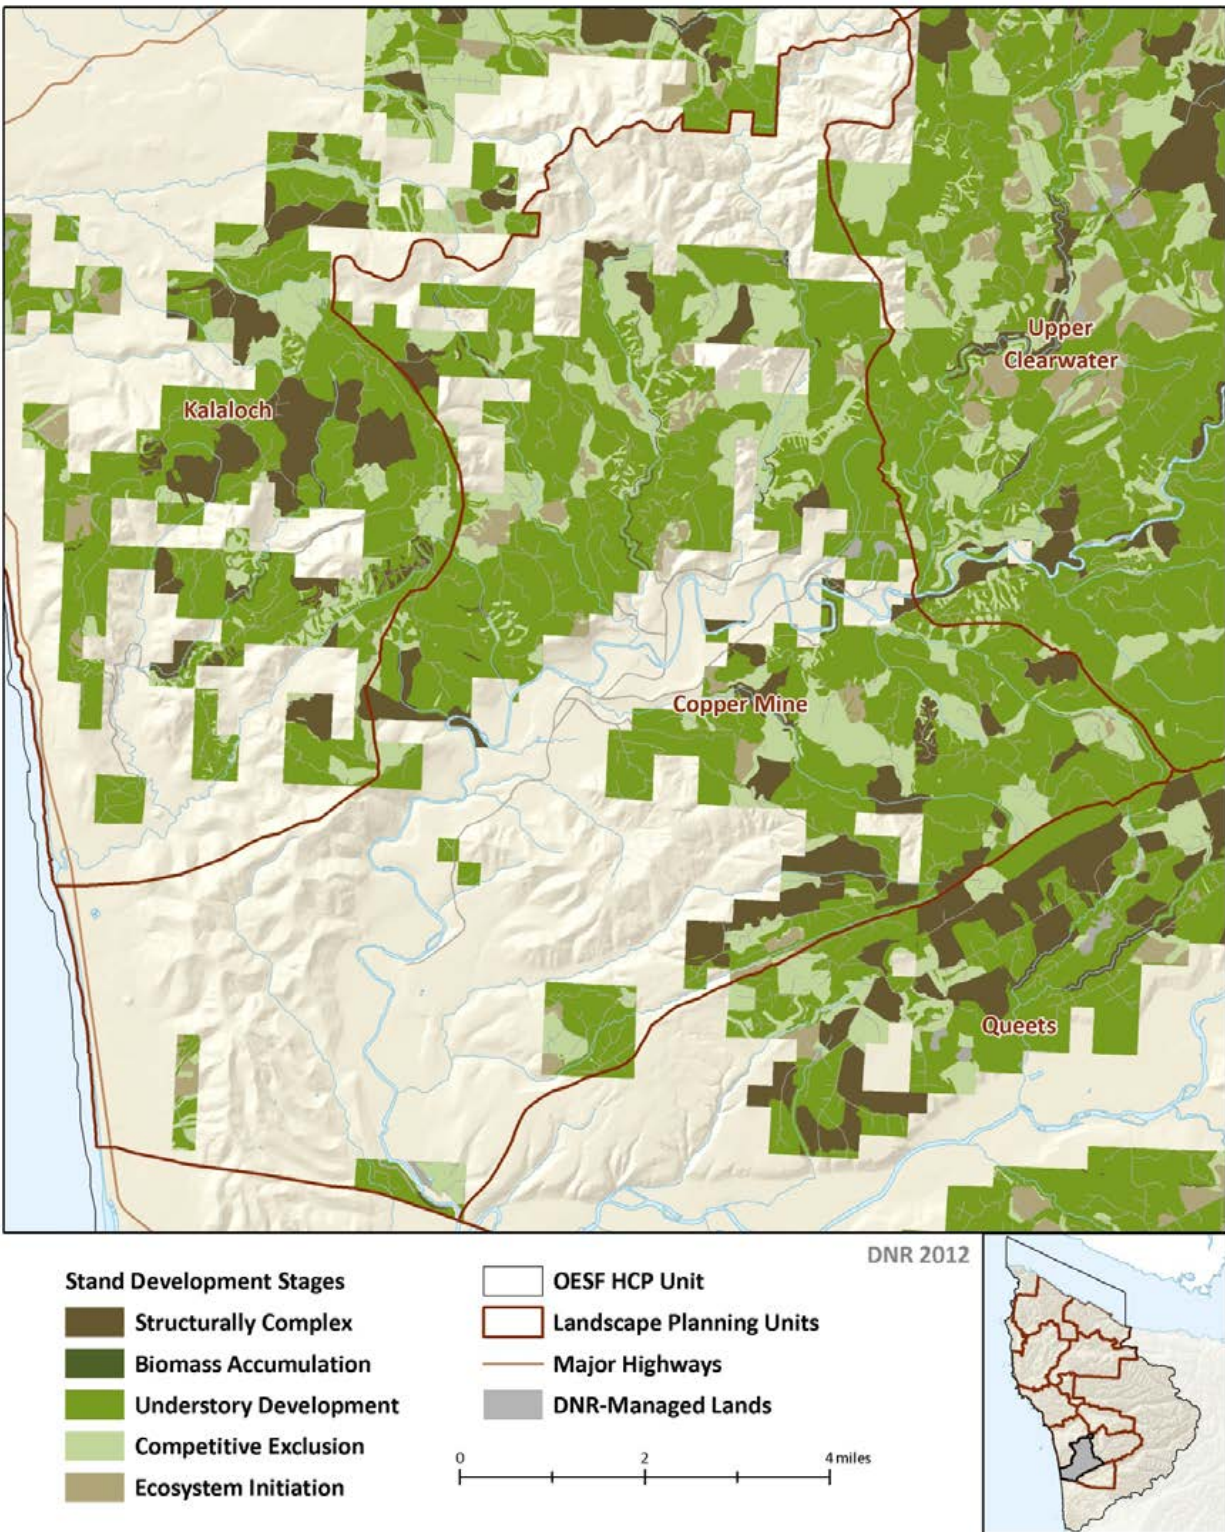 Upper
Clearwater
Kalaloch
Copper Mine
Queets
DNR 2012
Stand Development Stages
Structurally Complex
Biomass Accumulation
Understory Development
Competitive Exclusion
Ecosystem Initiation
OESF HCP Unit
Landscape Planning Units
Major Highways
DNR-Managed Lands
0 2 4 miles